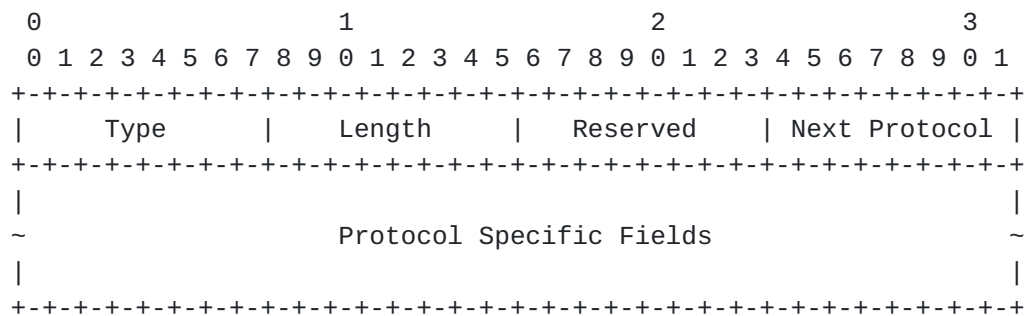 0                   1                   2                   3
 0 1 2 3 4 5 6 7 8 9 0 1 2 3 4 5 6 7 8 9 0 1 2 3 4 5 6 7 8 9 0 1
+-+-+-+-+-+-+-+-+-+-+-+-+-+-+-+-+-+-+-+-+-+-+-+-+-+-+-+-+-+-+-+-+
|     Type      |    Length     |   Reserved    | Next Protocol |
+-+-+-+-+-+-+-+-+-+-+-+-+-+-+-+-+-+-+-+-+-+-+-+-+-+-+-+-+-+-+-+-+
|                                                               |
~                    Protocol Specific Fields                   ~
|                                                               |
+-+-+-+-+-+-+-+-+-+-+-+-+-+-+-+-+-+-+-+-+-+-+-+-+-+-+-+-+-+-+-+-+